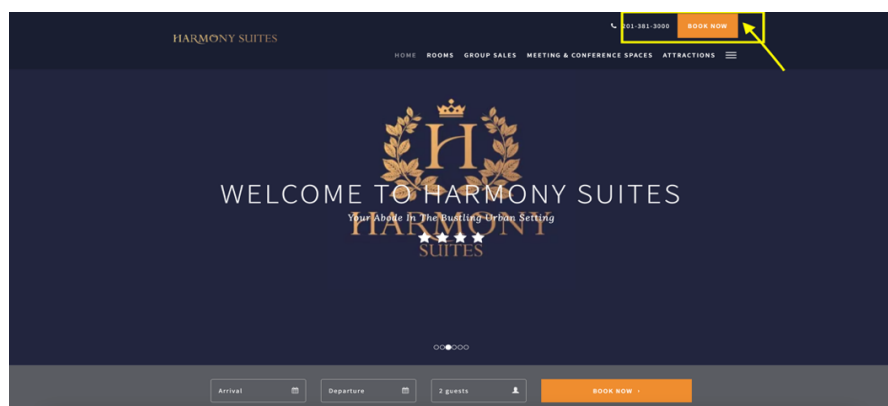 201-381-3000 BOOK NOW
HARMONY SUITES
HOME ROOMS GROUP SALES MEETING & CONFERENCE SPACES ATTRACTIONS
H
WELCOME TO HARMONY SUITES
Your Abode In The Bustling Urban Setting
HARMONY
SUITES
Arrival Departure 2 guests BOOK NOW ›